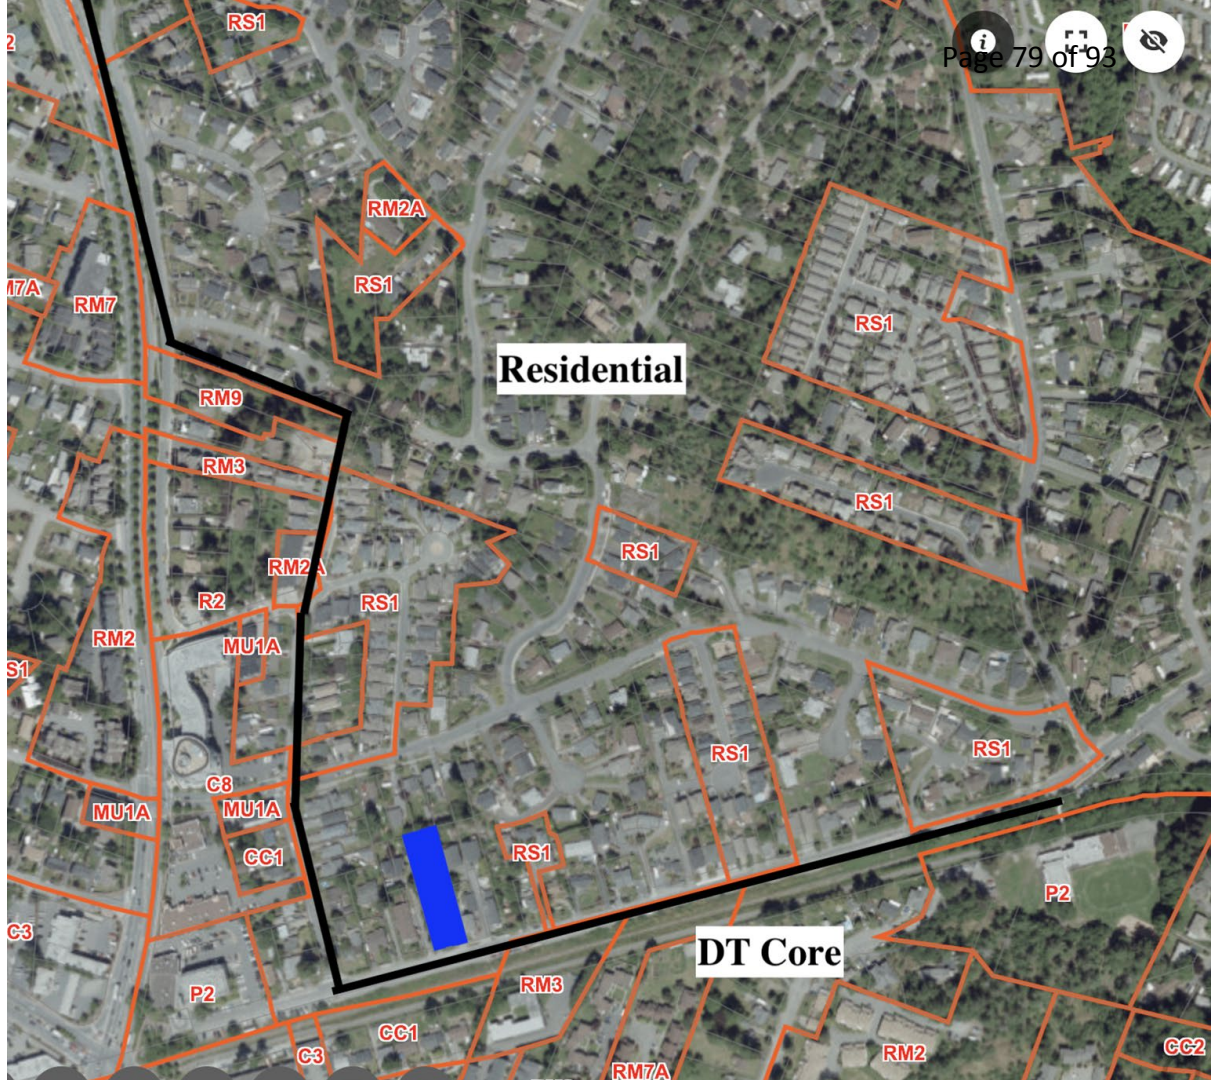 RS1
2
Page 79 of 93
RM2A
RS1
M7A
RM7
RS1
Residential
RM9
RM3
RS1
RM2A
RS1
R2
RS1
RM2
MU1A
S1
RS1
RS1
C8
MU1A
MU1A
CC1
RS1
P2
C3
DT Core
P2
RM3
CC1
C3
RM2
CC2
RM7A